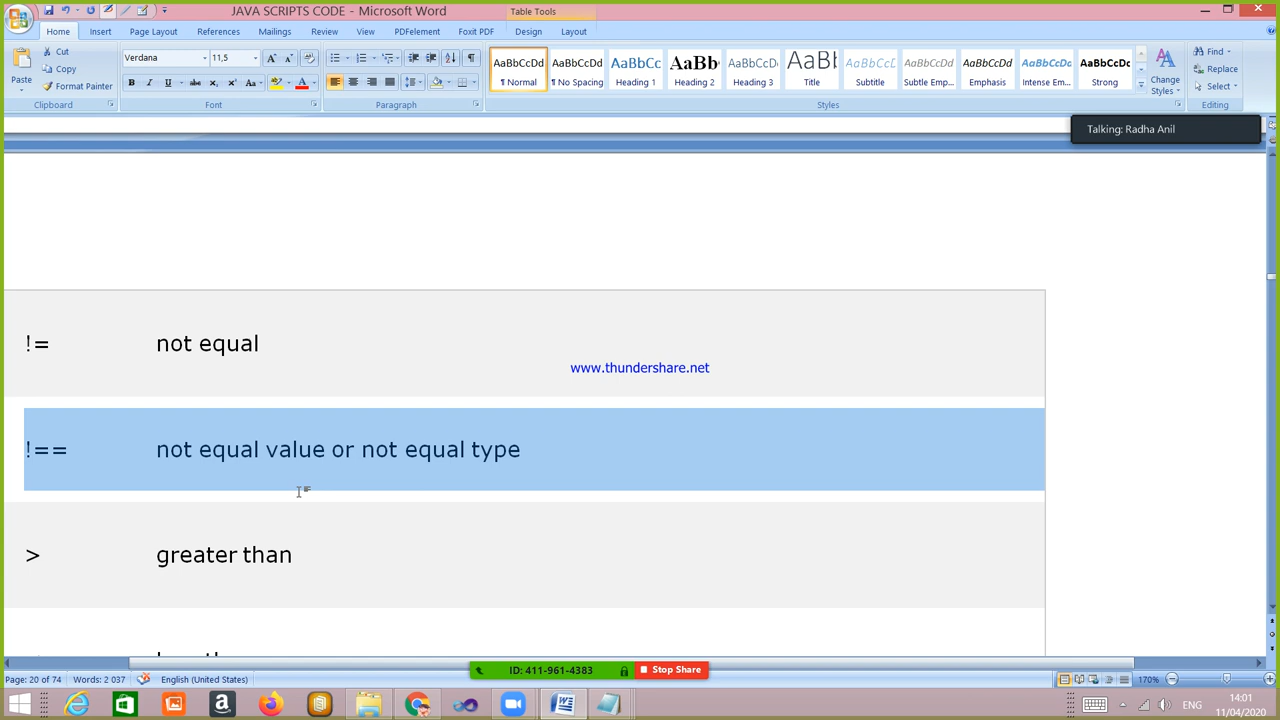 JAVA SCRIPTS CODE - Microsoft Word
Table Tools
Home Insert Page Layout References Mailings Review View PDFelement Foxit PDF Design Layout
Paste
Cut
Copy
Format Painter
Clipboard
Verdana 11,5
Font
Paragraph
AaBbCcDd AaBbCcDd AaBbCc AaBb AaBbCcDd AaBbCcDd AaBbCcDd AaBbCcDd
¶ Normal ¶ No Spacing Heading 1 Heading 2 Heading 3 Title Subtitle Subtle Emp... Emphasis Intense Em... Strong
Styles
Change Styles
Find
Replace
Select
Editing
Talking: Radha Anil
!= not equal
www.thundershare.net
!== not equal value or not equal type
> greater than
ID: 411-961-4383 Stop Share
Page: 20 of 74 Words: 2 037 English (United States) 170%
14:01
ENG
11/04/2020